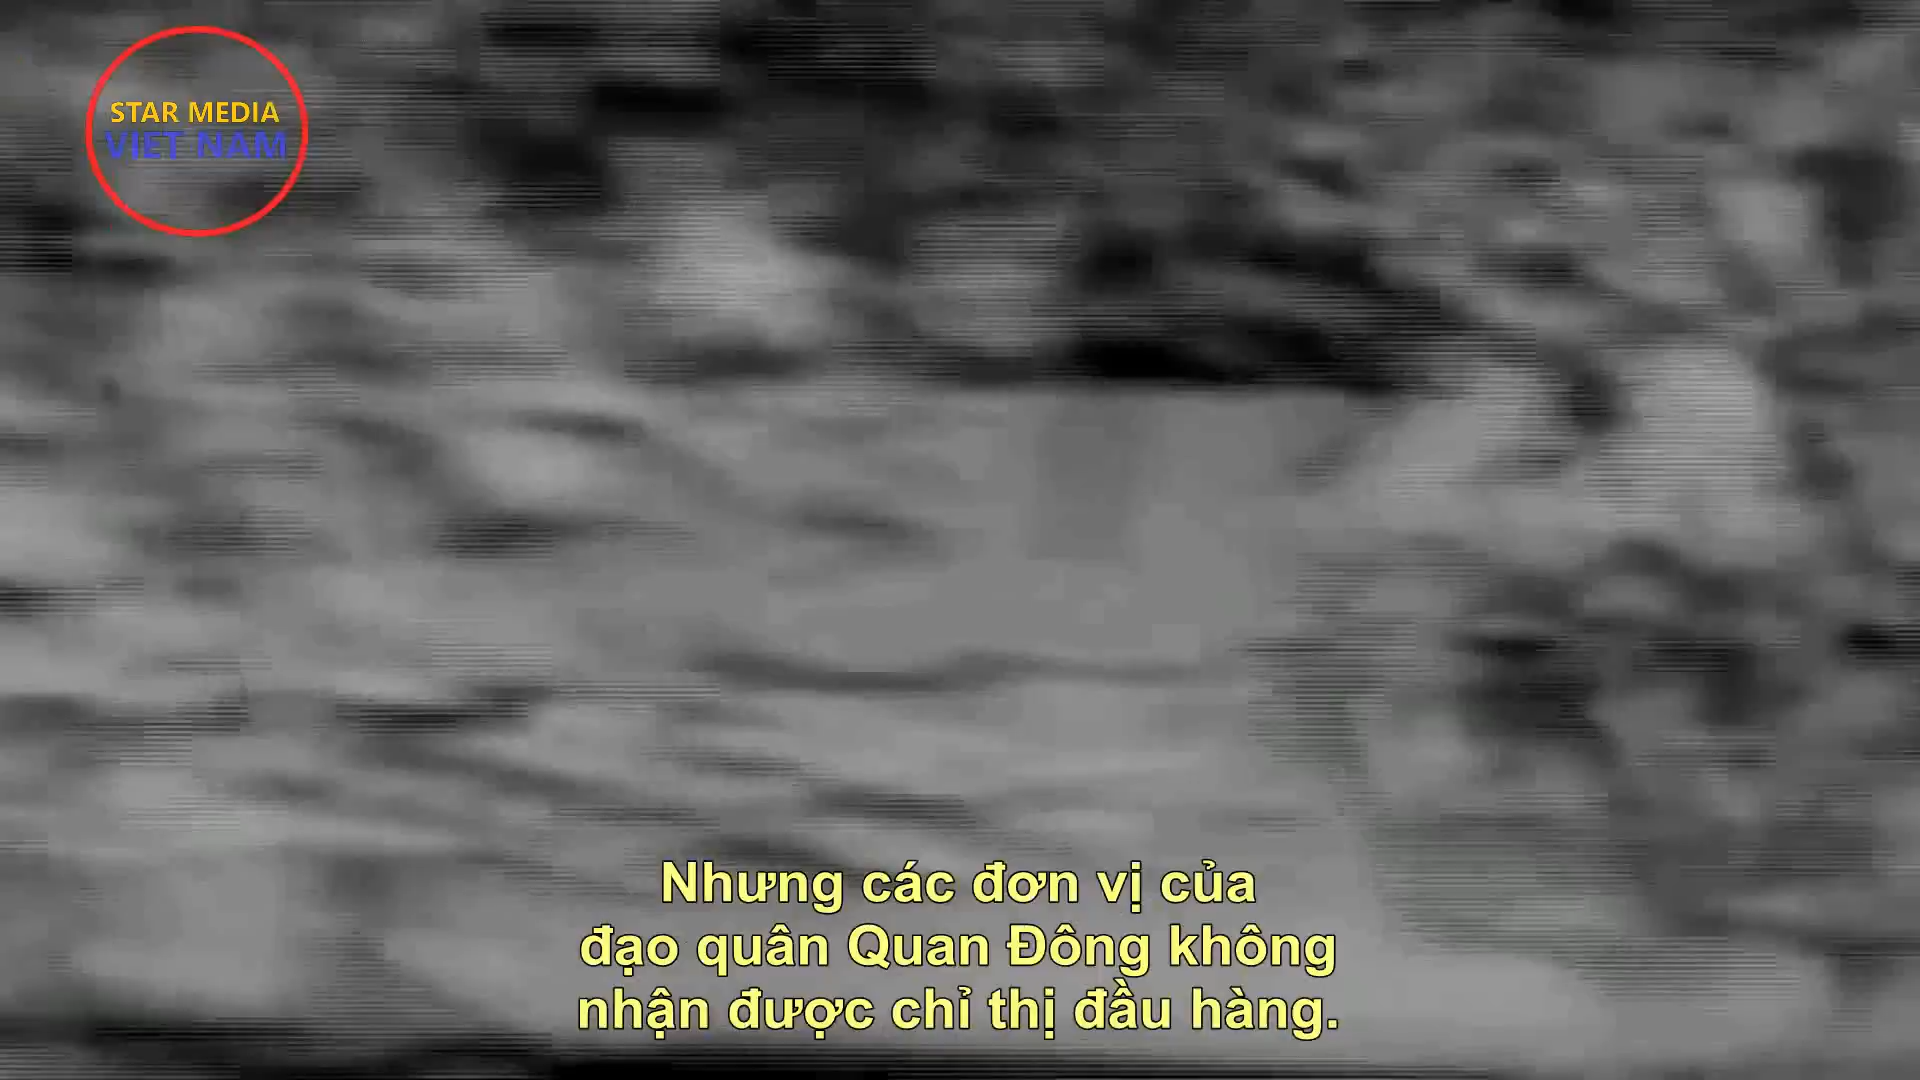 STAR MEDIA
VIET NAM
Nhưng các đơn vị của
đạo quân Quan Đông không
nhận được chỉ thị đầu hàng.